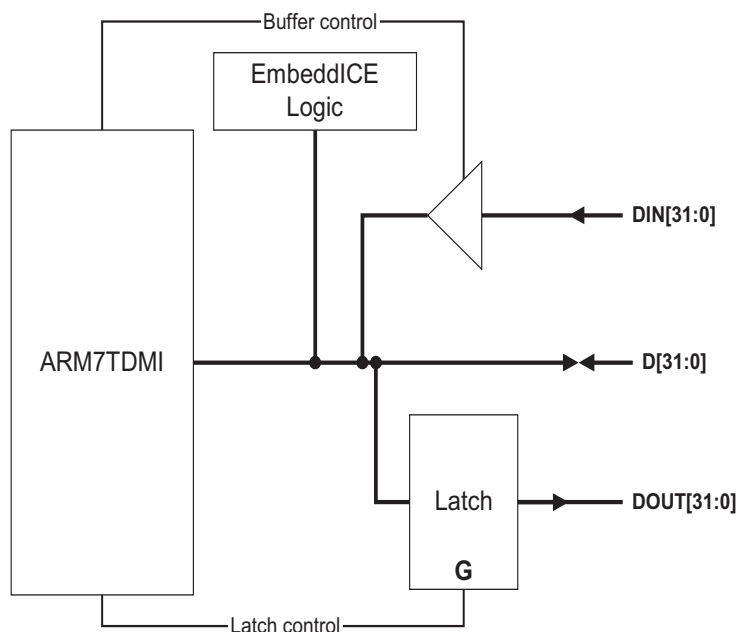 Buffer control
EmbeddICE
Logic
DIN[31:0]
ARM7TDMI
D[31:0]
Latch
DOUT[31:0]
G
Latch control